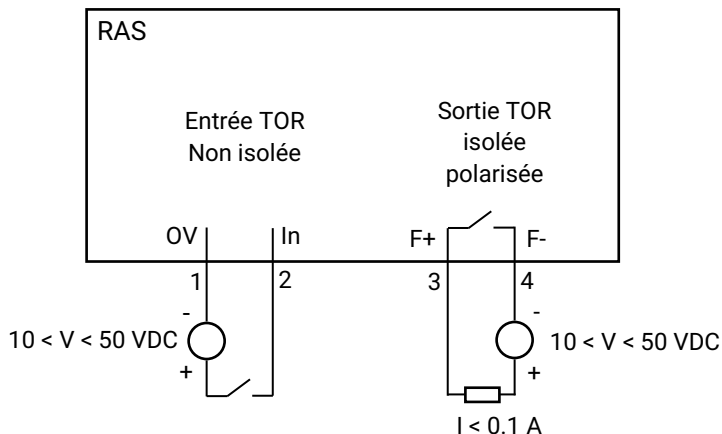 RAS
Entrée TOR
Non isolée
Sortie TOR
isolée
polarisée
OV
In
F+
F-
1
2
3
4
-
10 < V < 50 VDC
+
-
10 < V < 50 VDC
+
I < 0.1 A